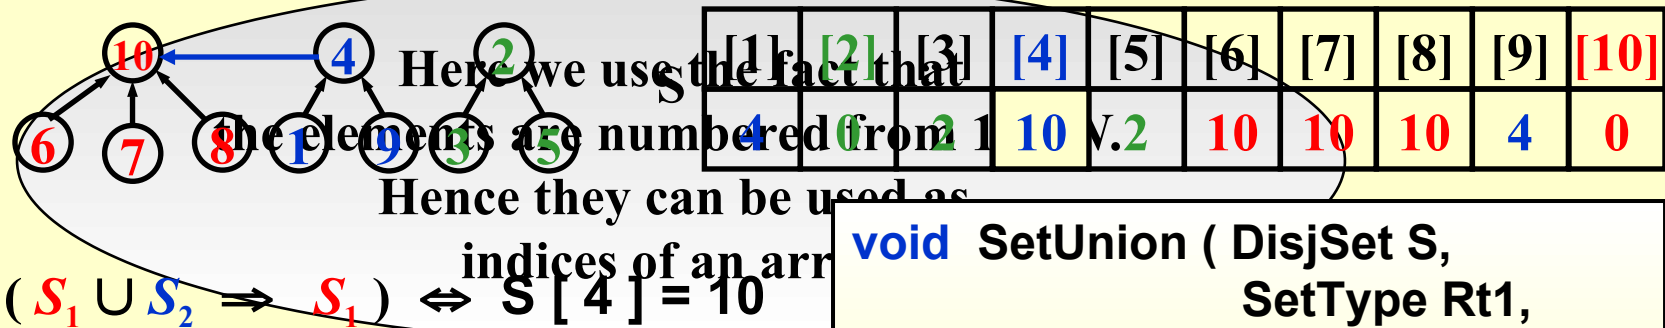 10 4 2
6 7 8 1 9 3 5
Here we use the fact that
the elements are numbered from 1 N.
Hence they can be used as
indices of an arr
S
[1] [2] [3] [4] [5] [6] [7] [8] [9] [10]
4 0 2 10 2 10 10 10 4 0
( S1 ∪ S2 ⇒ S1 ) ⇔ S [ 4 ] = 10
void SetUnion ( DisjSet S,
SetType Rt1,